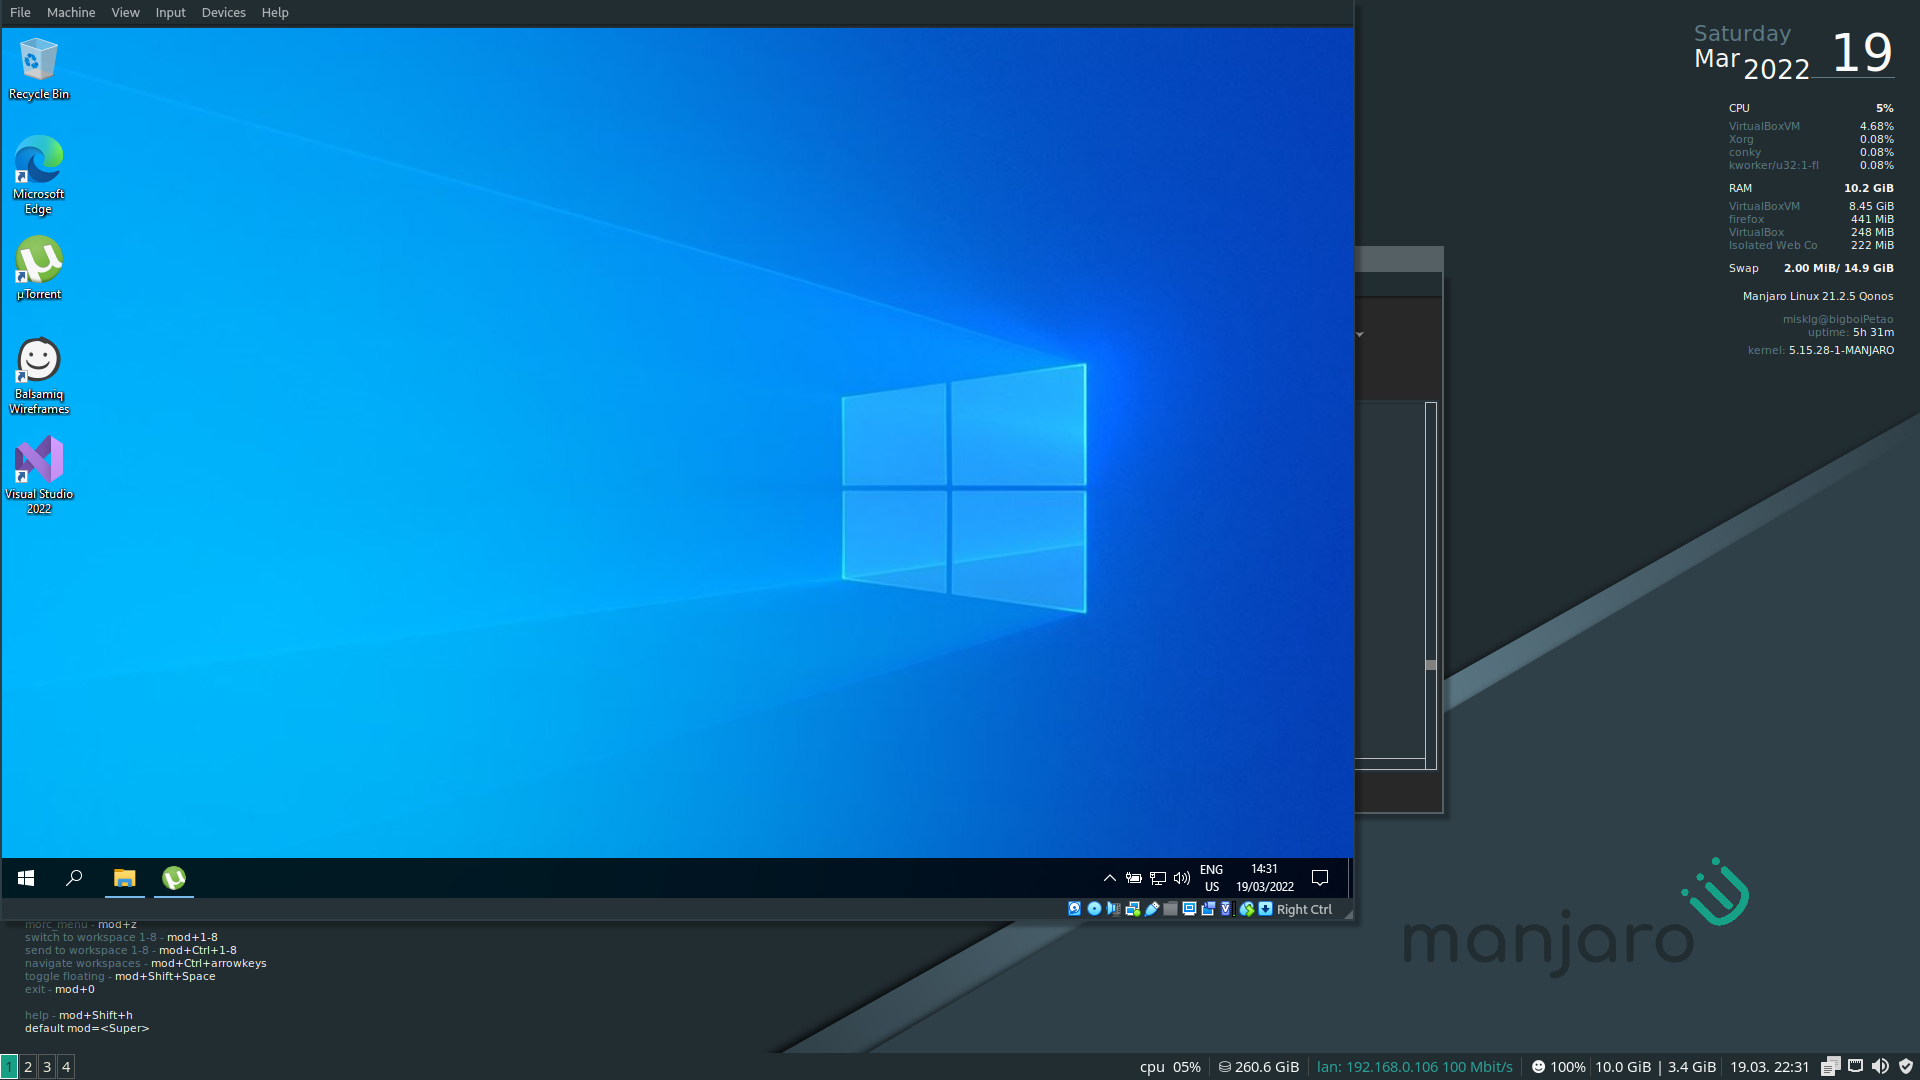 File Machine View Input Devices Help
Recycle Bin
Microsoft
Edge
µTorrent
Balsamiq
Wireframes
Visual Studio
2022
ENG
US
14:31
19/03/2022
Right Ctrl
Saturday
Mar 2022 19
CPU 5%
VirtualBoxVM 4.68%
Xorg 0.08%
conky 0.08%
kworker/u32:1-fl 0.08%
RAM 10.2 GiB
VirtualBoxVM 8.45 GiB
firefox 441 MiB
VirtualBox 248 MiB
Isolated Web Co 222 MiB
Swap 2.00 MiB/ 14.9 GiB
Manjaro Linux 21.2.5 Qonos
misklg@bigboiPetao
uptime: 5h 31m
kernel: 5.15.28-1-MANJARO
manjaro
morc_menu - mod+z
switch to workspace 1-8 - mod+1-8
send to workspace 1-8 - mod+Ctrl+1-8
navigate workspaces - mod+Ctrl+arrowkeys
toggle floating - mod+Shift+Space
exit - mod+0
help - mod+Shift+h
default mod=<Super>
1 2 3 4
cpu 05% 260.6 GiB lan: 192.168.0.106 100 Mbit/s 100% 10.0 GiB | 3.4 GiB 19.03. 22:31